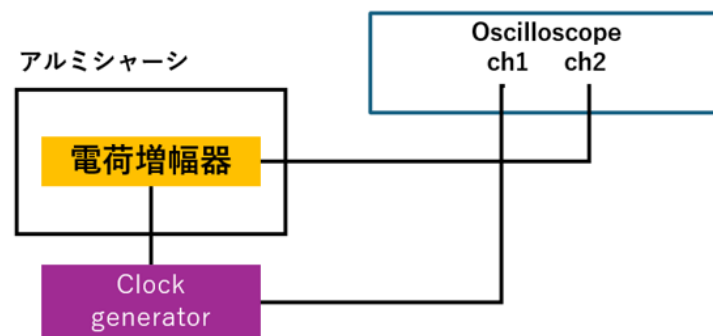 アルミシャーシ
Oscilloscope
ch1 ch2
電荷増幅器
Clock
generator